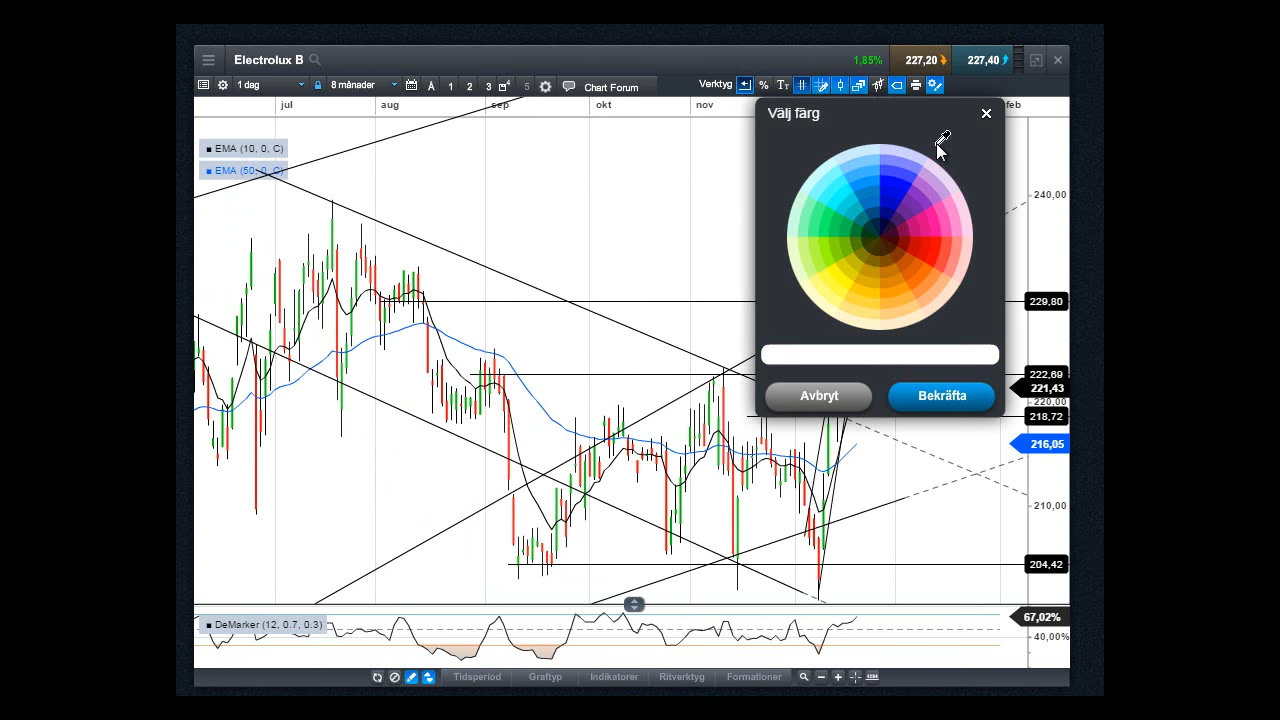 Electrolux B
1,85%
227,20
227,40
1 dag
8 månader
A
1
2
3
4
5
Chart Forum
Verktyg
%
TT
jul
aug
sep
okt
nov
feb
Välj färg
EMA (10, 0, C)
EMA (50, 0, C)
240,00
229,80
222,69
221,43
220,00
218,72
216,05
210,00
204,42
Avbryt
Bekräfta
DeMarker (12, 0.7, 0.3)
67,02%
40,00%
Tidsperiod
Graftyp
Indikatorer
Ritverktyg
Formationer